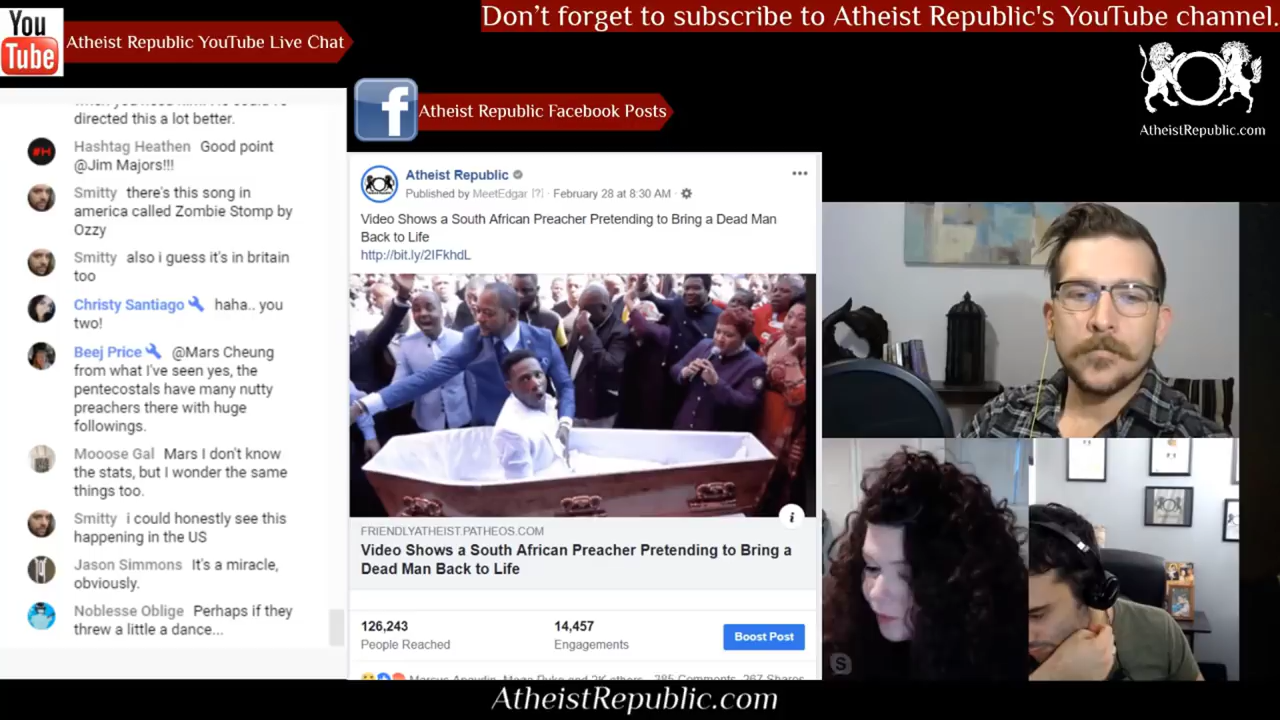 Don't forget to subscribe to Atheist Republic's YouTube channel.
You
Tube
Atheist Republic YouTube Live Chat
AtheistRepublic.com
f
Atheist Republic Facebook Posts
directed this a lot better.
Hashtag Heathen Good point
@Jim Majors!!!
Smitty there's this song in
america called Zombie Stomp by
Ozzy
Smitty also i guess it's in britain
too
Christy Santiago haha.. you
two!
Beej Price @Mars Cheung
from what I've seen yes, the
pentecostals have many nutty
preachers there with huge
followings.
Mooose Gal Mars I don't know
the stats, but I wonder the same
things too.
Smitty i could honestly see this
happening in the US
Jason Simmons It's a miracle,
obviously.
Noblesse Oblige Perhaps if they
threw a little a dance...
Atheist Republic
Published by MeetEdgar [?] · February 28 at 8:30 AM ·
Video Shows a South African Preacher Pretending to Bring a Dead Man
Back to Life
http://bit.ly/2IFkhdL
FRIENDLYATHEIST.PATHEOS.COM
Video Shows a South African Preacher Pretending to Bring a
Dead Man Back to Life
126,243
People Reached
14,457
Engagements
Boost Post
AtheistRepublic.com